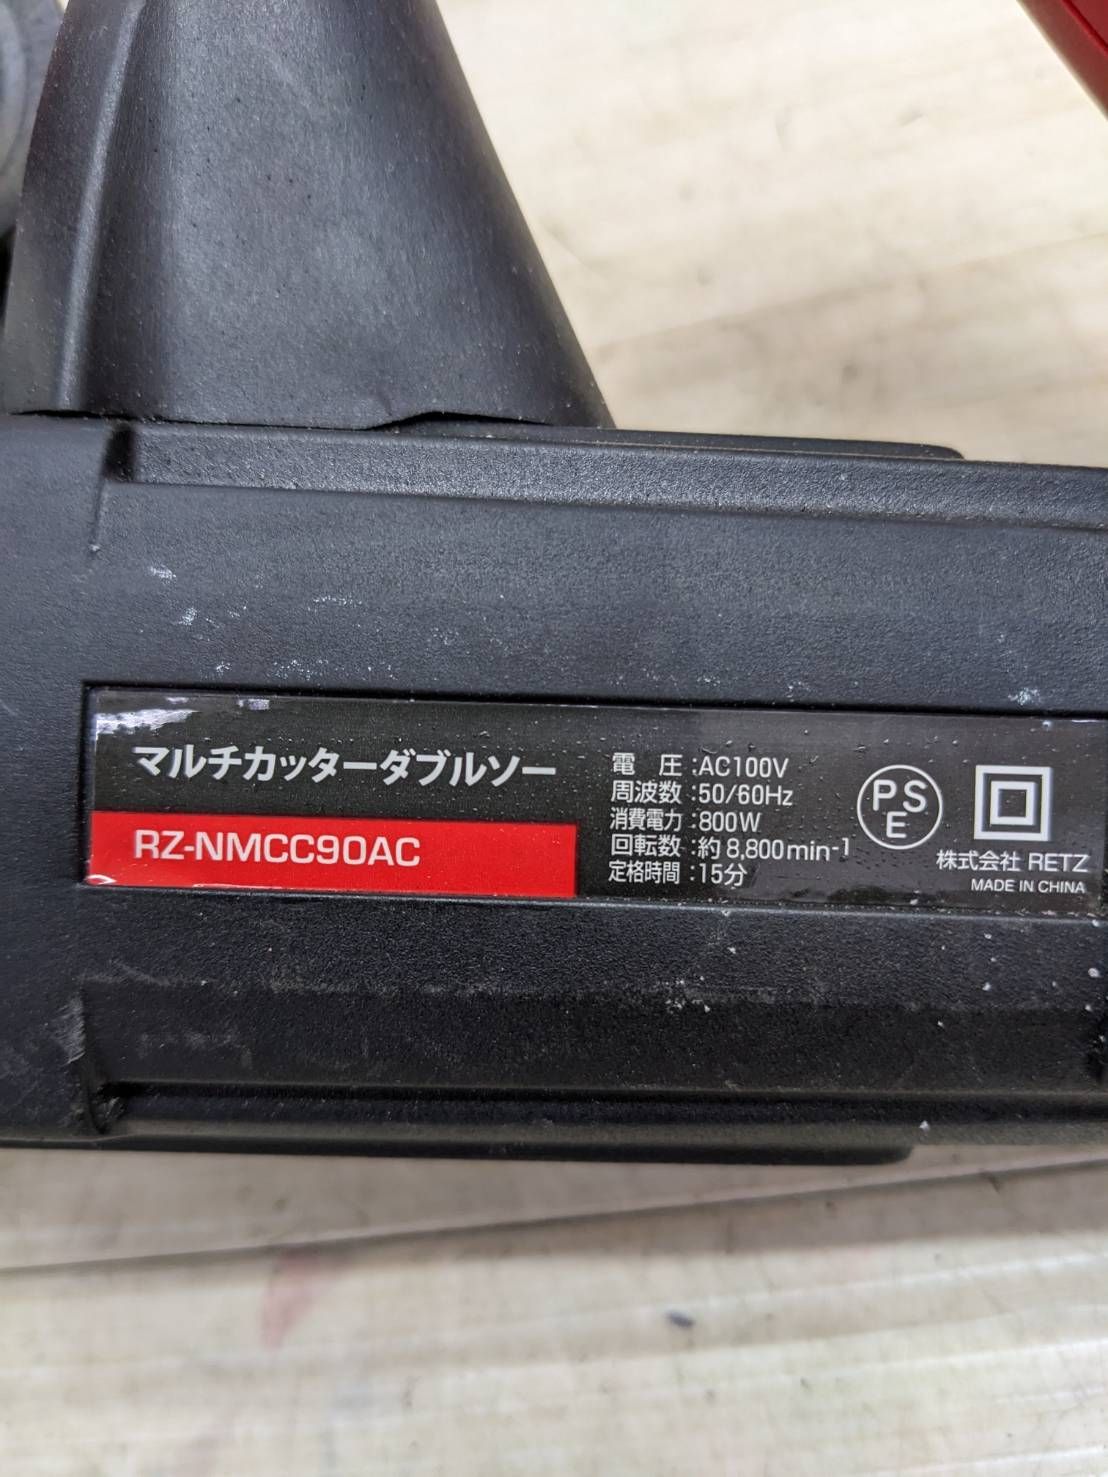 マルチカッターダブルソー
RZ-NMCC90AC
電 圧:AC100V
周波数:50/60Hz
消費電力:800W
回転数:約8,800min-1
定格時間:15分
PS
E
株式会社 RETZ
MADE IN CHINA